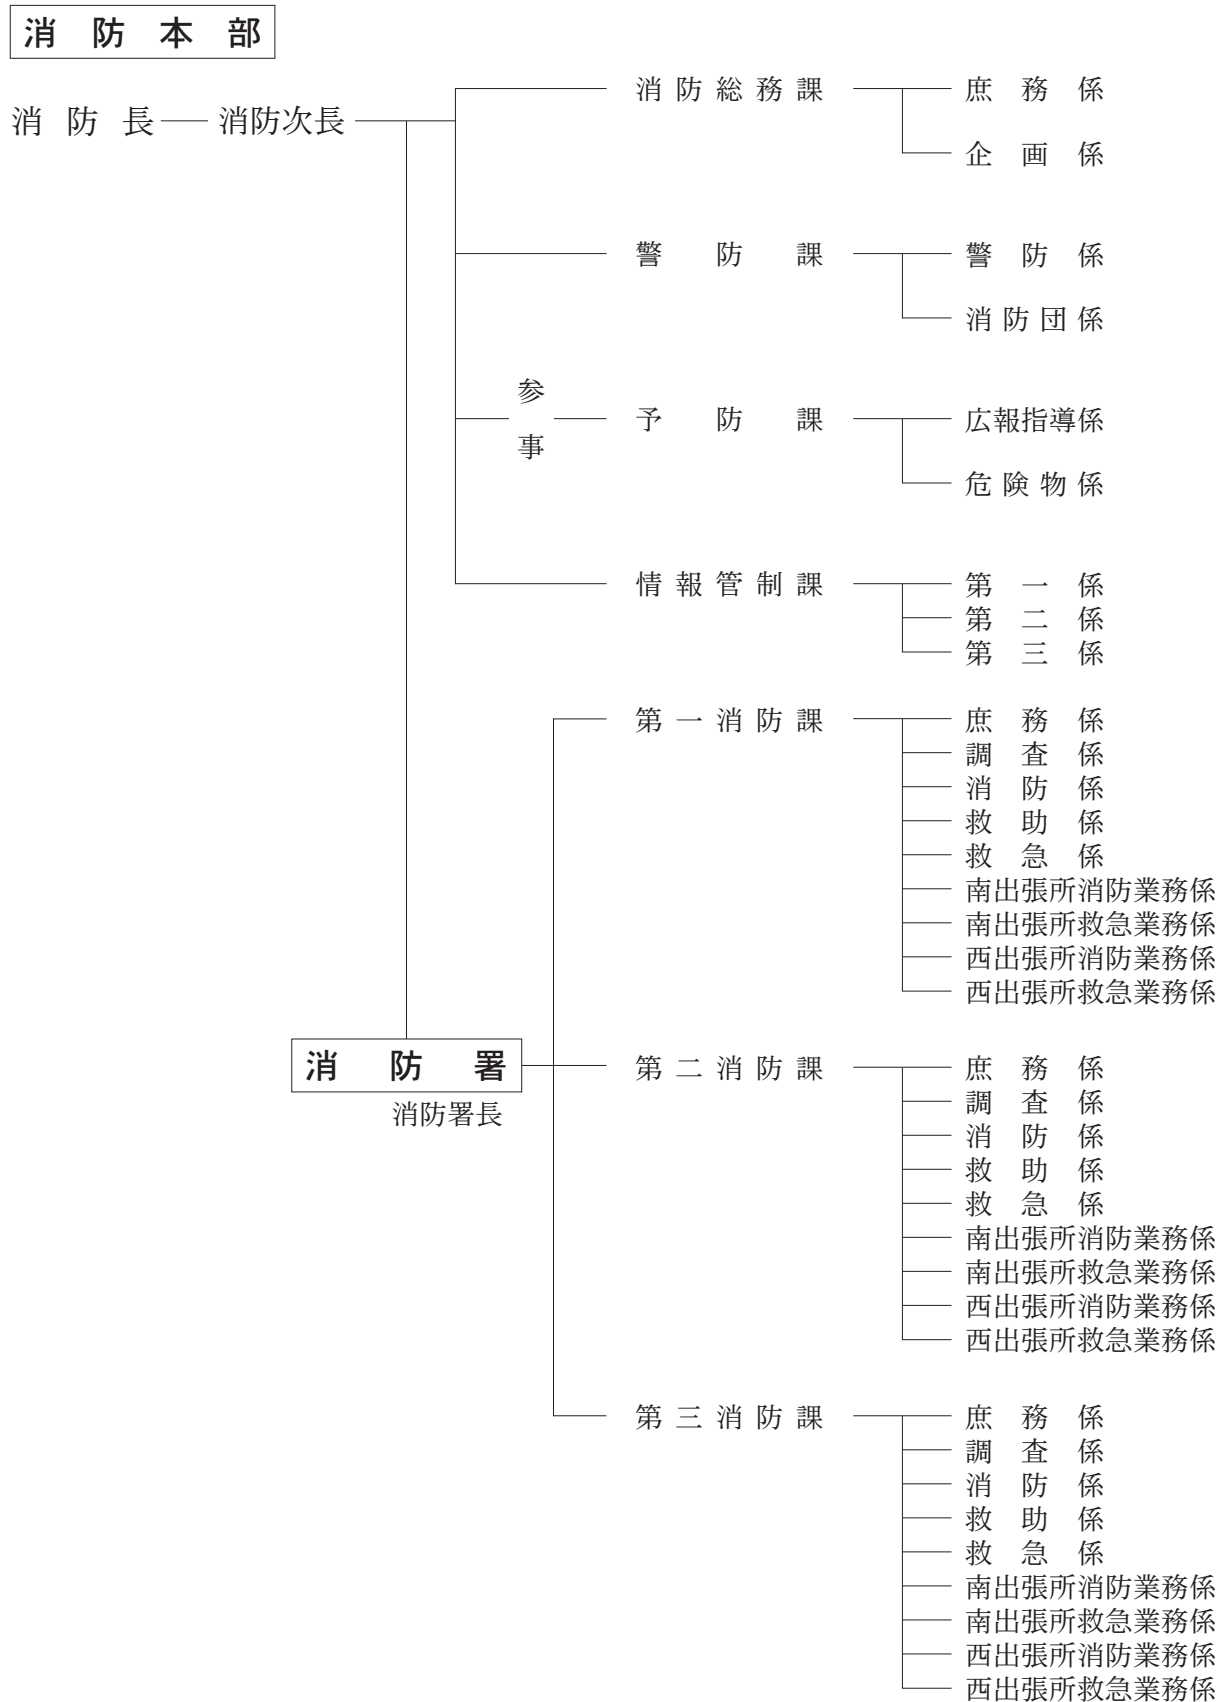 消防本部
消防長 消防次長
消防総務課 庶務係
企画係
警防課 警防係
消防団係
参事 予防課 広報指導係
危険物係
情報管制課 第一係
第二係
第三係
第一消防課 庶務係
調査係
消防係
救助係
救急係
南出張所消防業務係
南出張所救急業務係
西出張所消防業務係
西出張所救急業務係
消防署
消防署長
第二消防課 庶務係
調査係
消防係
救助係
救急係
南出張所消防業務係
南出張所救急業務係
西出張所消防業務係
西出張所救急業務係
第三消防課 庶務係
調査係
消防係
救助係
救急係
南出張所消防業務係
南出張所救急業務係
西出張所消防業務係
西出張所救急業務係